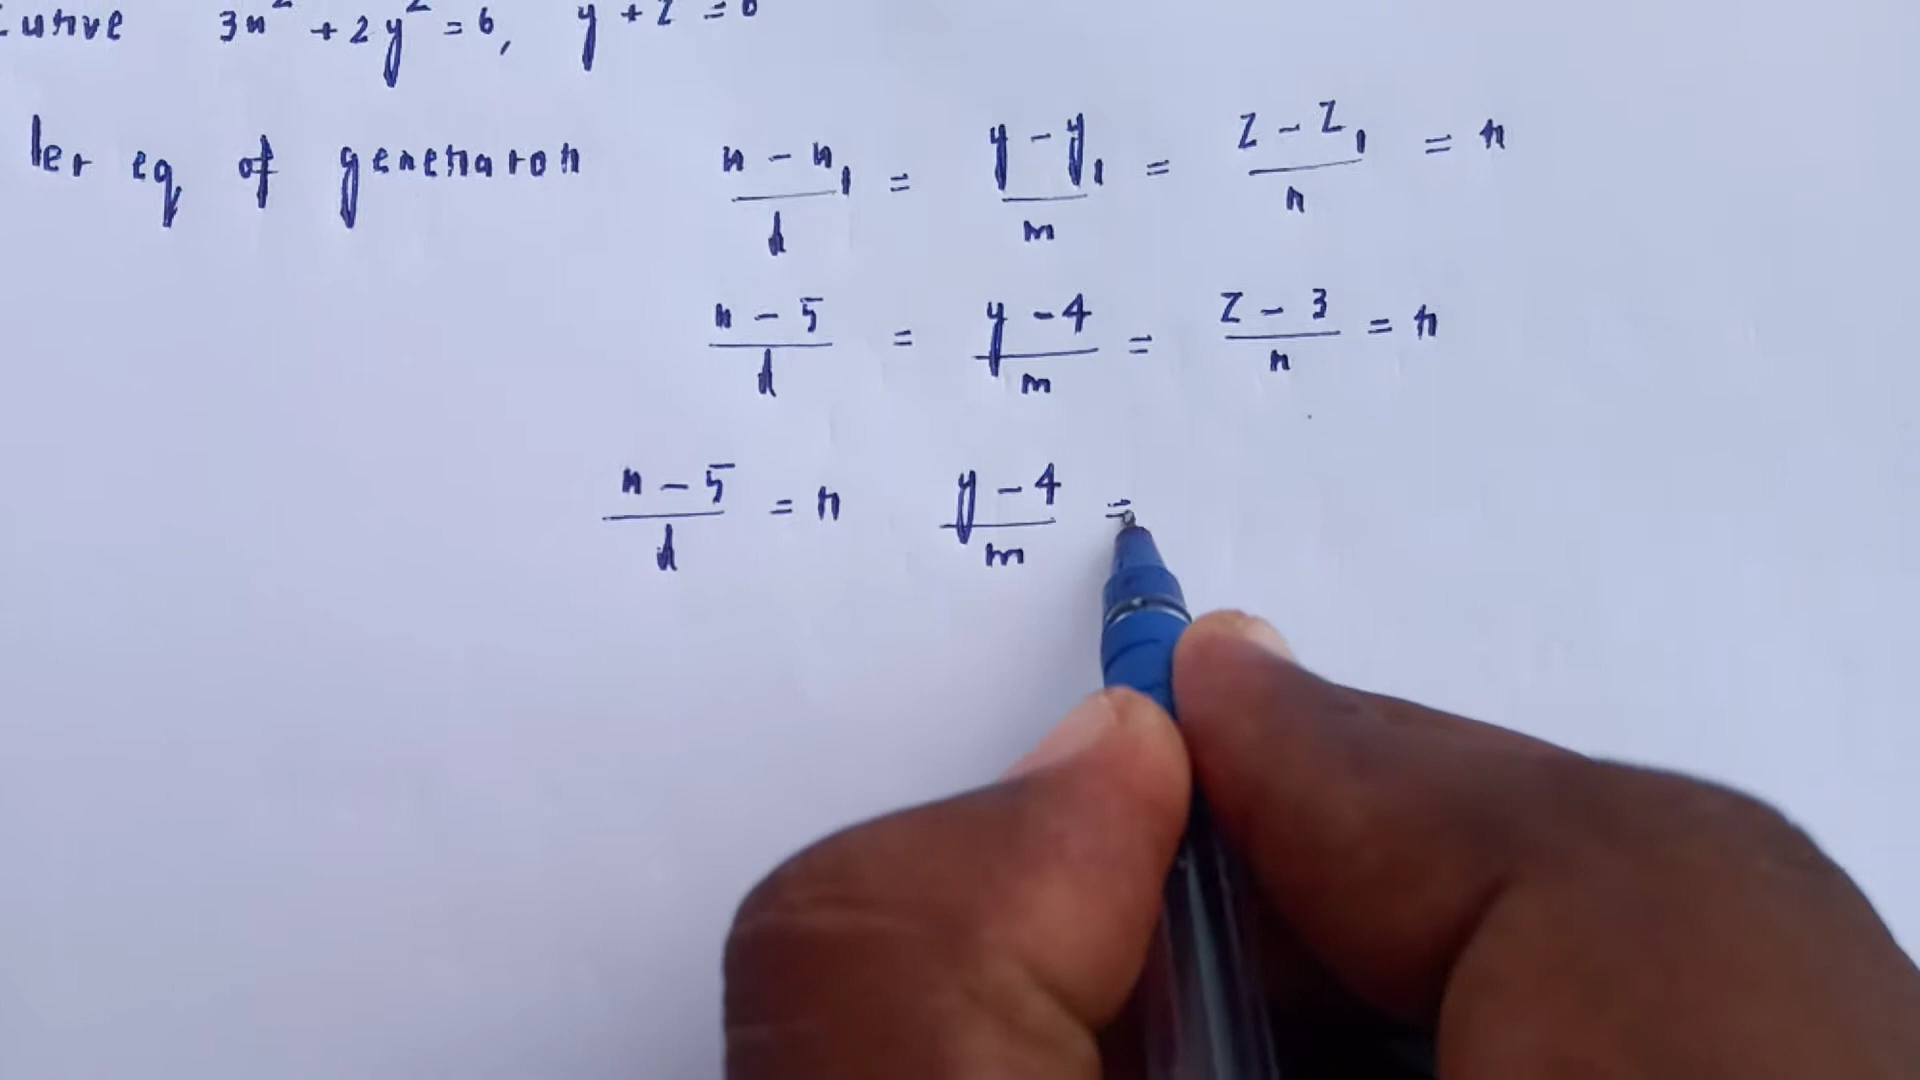 curve 3x² + 2y² = 6, y + z = 0
let eq of generator x - x₁/l = y - y₁/m = z - z₁/n = r
x - 5/l = y - 4/m = z - 3/n = r
x - 5/l = r y - 4/m =